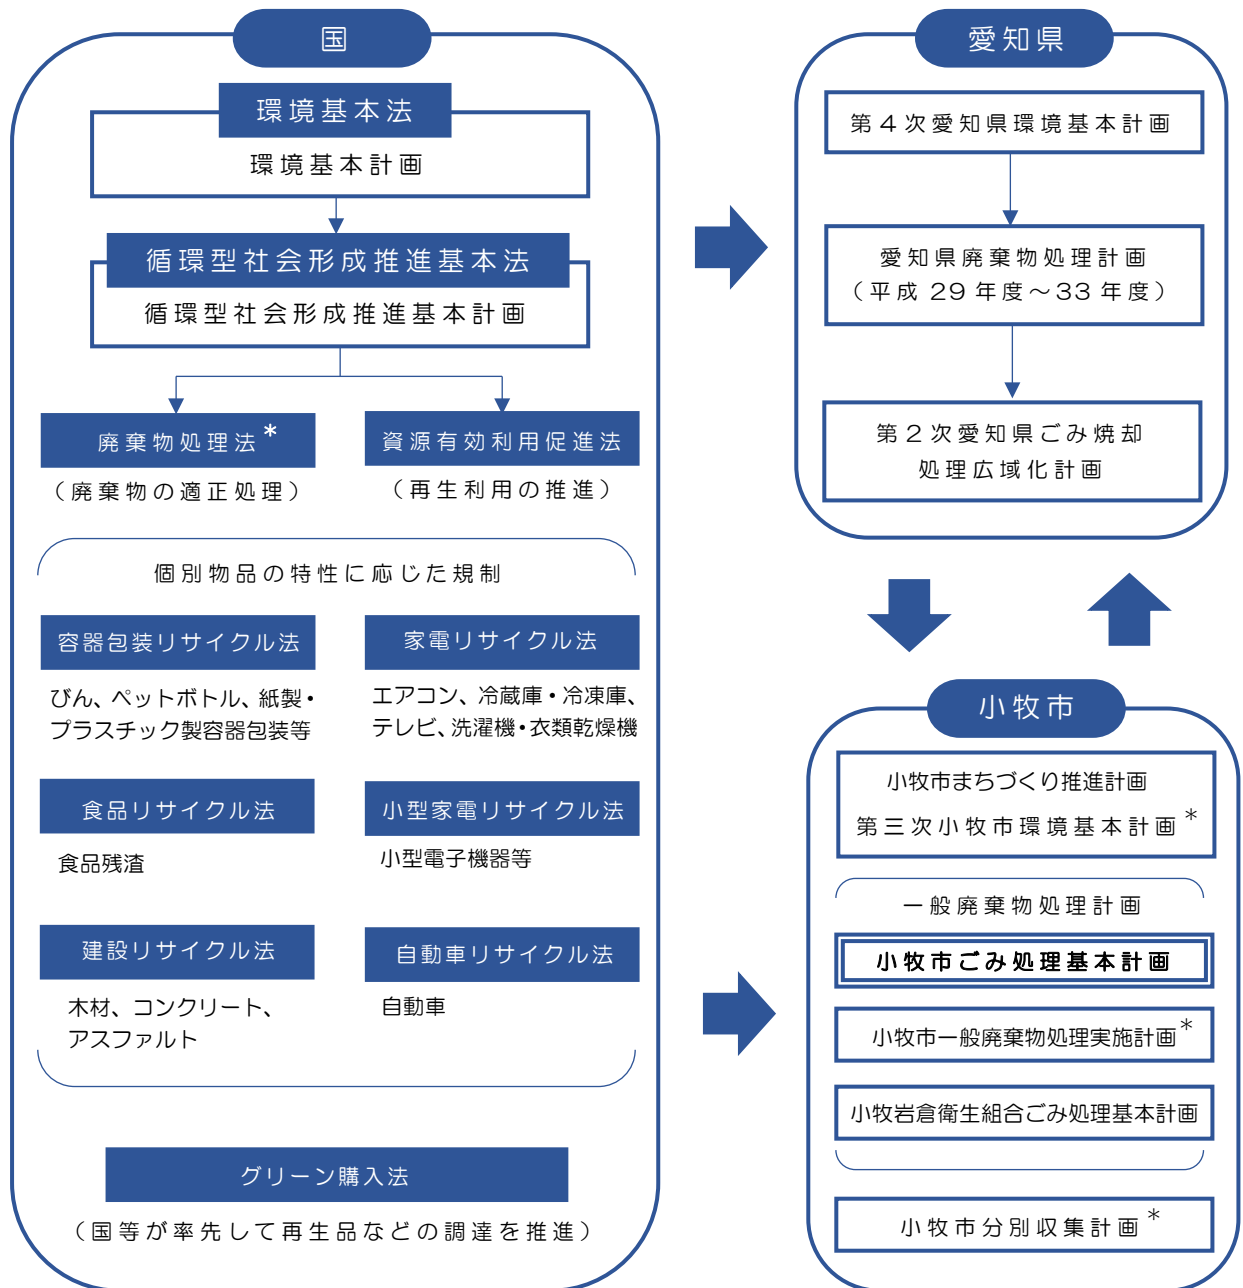 国
環境基本法
環境基本計画
循環型社会形成推進基本法
循環型社会形成推進基本計画
廃棄物処理法*
（廃棄物の適正処理）
資源有効利用促進法
（再生利用の推進）
個別物品の特性に応じた規制
容器包装リサイクル法
びん、ペットボトル、紙製・
プラスチック製容器包装等
家電リサイクル法
エアコン、冷蔵庫・冷凍庫、
テレビ、洗濯機・衣類乾燥機
食品リサイクル法
食品残渣
小型家電リサイクル法
小型電子機器等
建設リサイクル法
木材、コンクリート、
アスファルト
自動車リサイクル法
自動車
グリーン購入法
（国等が率先して再生品などの調達を推進）
愛知県
第４次愛知県環境基本計画
愛知県廃棄物処理計画
（平成 29 年度～33 年度）
第２次愛知県ごみ焼却
処理広域化計画
小牧市
小牧市まちづくり推進計画
第三次小牧市環境基本計画*
一般廃棄物処理計画
小牧市ごみ処理基本計画
小牧市一般廃棄物処理実施計画*
小牧岩倉衛生組合ごみ処理基本計画
小牧市分別収集計画*